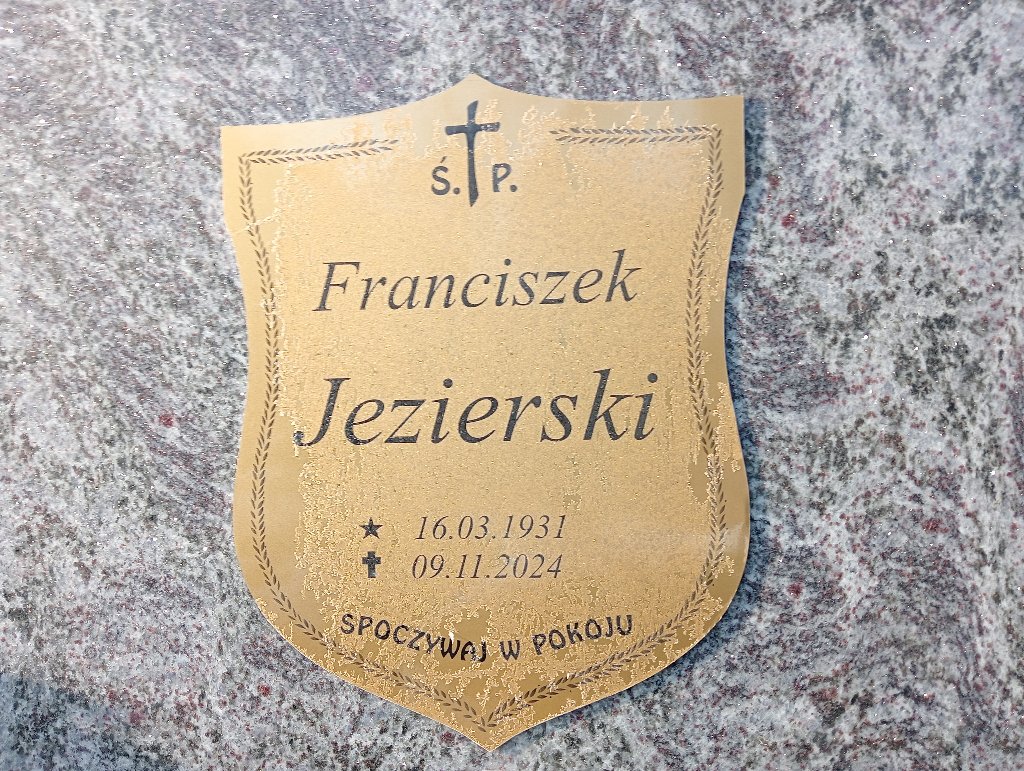 Ś. P.
Franciszek
Jezierski
16.03.1931
09.11.2024
SPOCZYWAJ W POKOJU